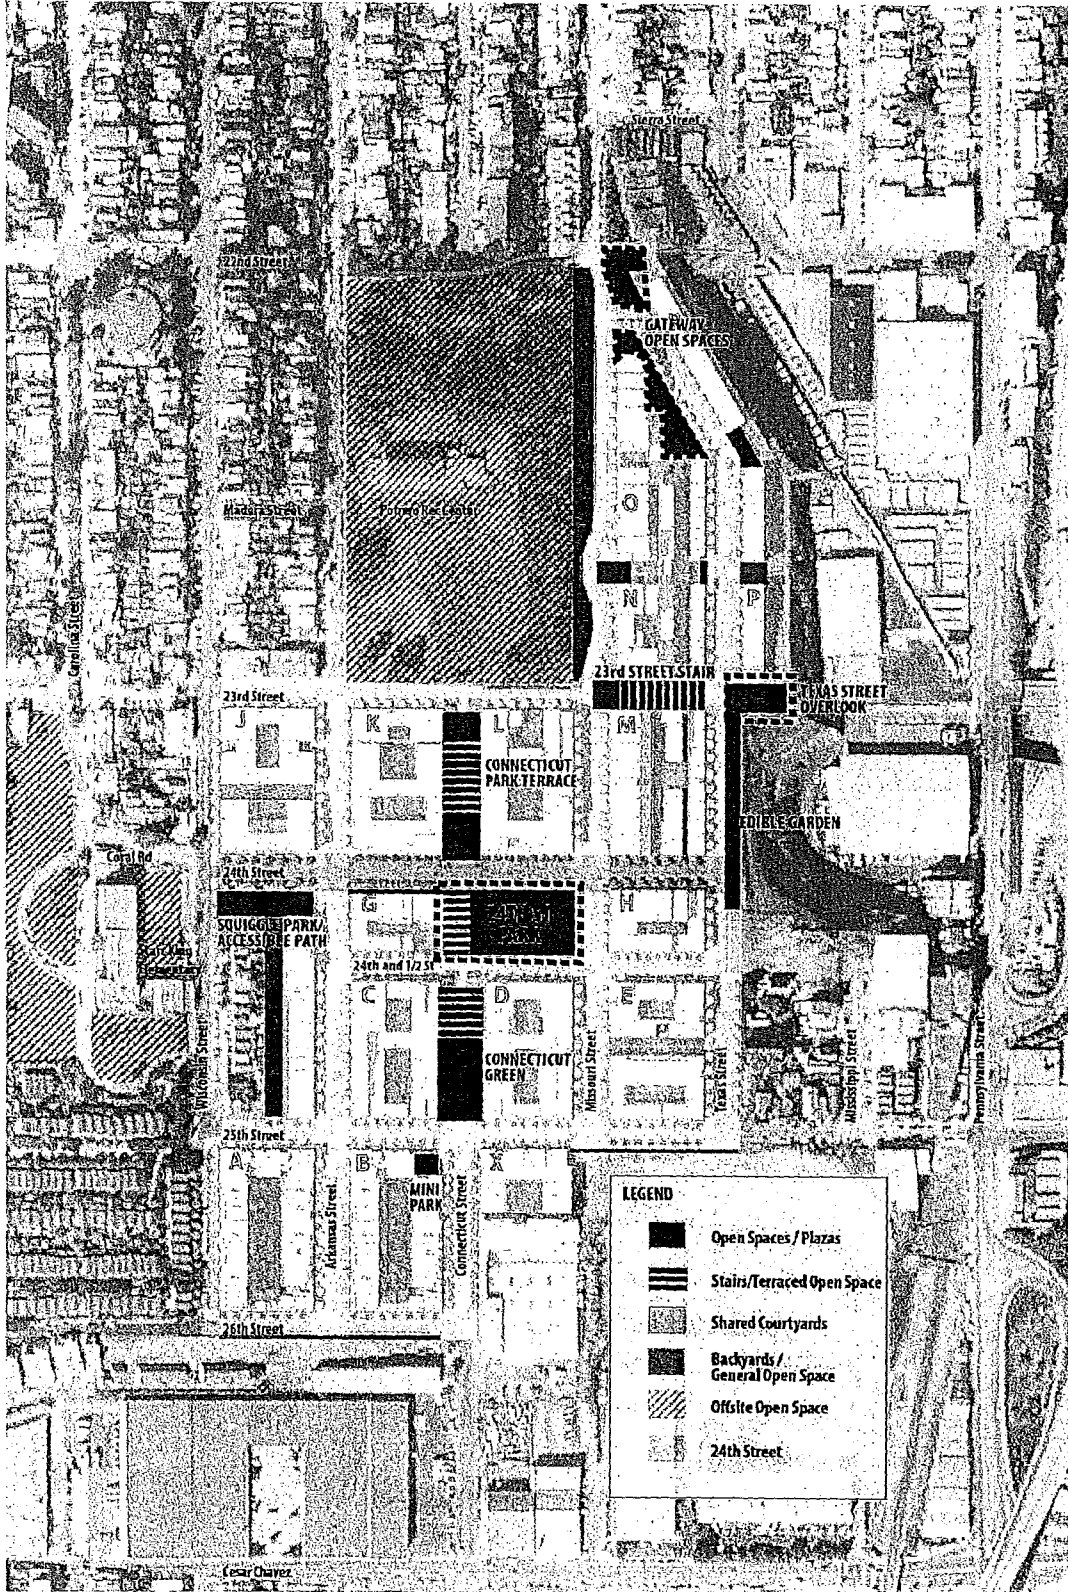 Sierra Street
22nd Street
GATEWAY
OPEN SPACES
O
Madera Street
Potrero Rec Center
Carolina Street
N
P
23rd STREET STAIR
TEXAS STREET
OVERLOOK
23rd Street
J
K
L
M
CONNECTICUT
PARK TERRACE
EDIBLE GARDEN
Coral Rd
24th Street
G
H
SQUIGGLE PARK/
ACCESSIBLE PATH
Elementary
24th and 1/2 St
C
D
E
CONNECTICUT
GREEN
Wisconsin Street
Missouri Street
Texas Street
Mississippi Street
Pennsylvania Street
25th Street
A
B
X
MINI
PARK
Arkansas Street
Connecticut Street
26th Street
LEGEND
Open Spaces / Plazas
Stairs/Terraced Open Space
Shared Courtyards
Backyards /
General Open Space
Offsite Open Space
24th Street
Cesar Chavez